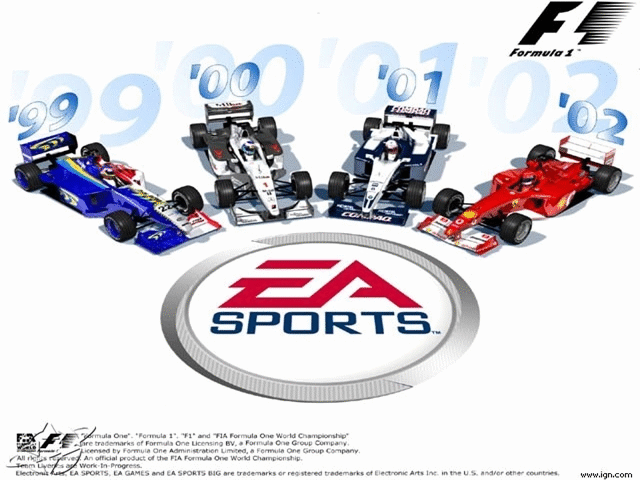 F1
Formula 1™
'99 '00 '01 '02
'99
'00
'01
'02
COMPAQ
EA
SPORTS™
F1
"Formula One", "Formula 1", "F1" and "FIA Formula One World Championship"
are trademarks of Formula One Licensing BV, a Formula One Group Company.
Licensed by Formula One Administration Limited, a Formula One Group Company.
All rights reserved. An official product of the FIA Formula One World Championship.
Team Liveries are Work-In-Progress.
Electronic Arts, EA SPORTS, EA GAMES and EA SPORTS BIG are trademarks or registered trademarks of Electronic Arts Inc. in the U.S. and/or other countries.
www.ign.com